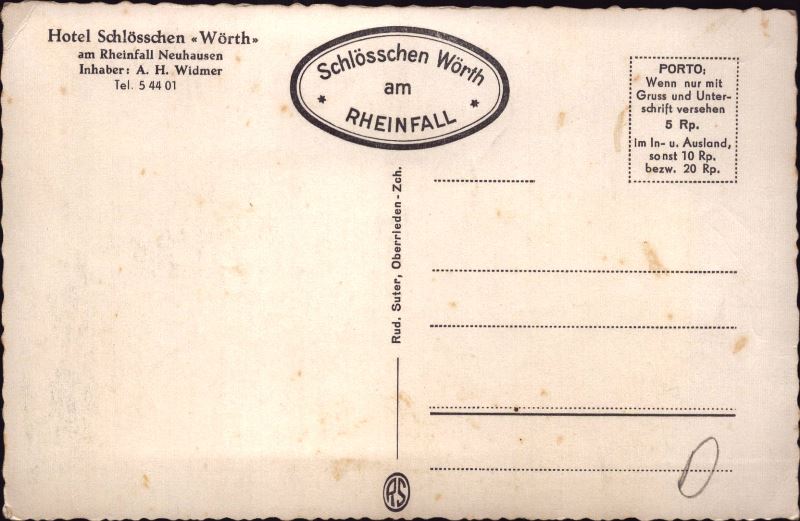 Hotel Schlösschen «Wörth»
am Rheinfall Neuhausen
Inhaber: A. H. Widmer
Tel. 5 44 01
Schlösschen Wörth
* am *
RHEINFALL
PORTO:
Wenn nur mit
Gruss und Unter-
schrift versehen
5 Rp.
im In- u. Ausland,
sonst 10 Rp.
bezw. 20 Rp.
Rud. Suter, Oberrieden-Zch.
RS
0